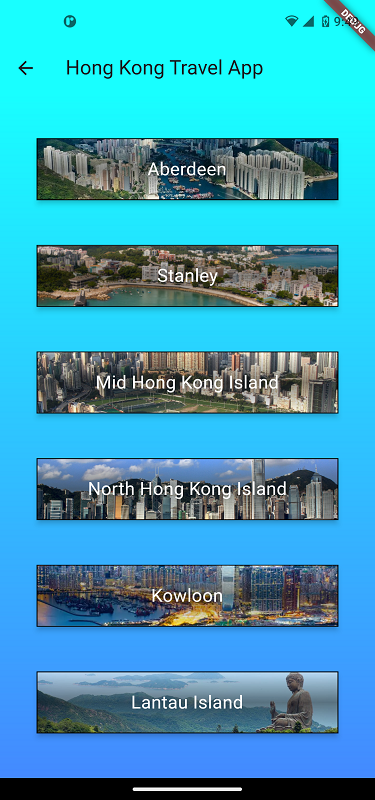 DEBUG
Hong Kong Travel App
Aberdeen
Stanley
Mid Hong Kong Island
North Hong Kong Island
Kowloon
Lantau Island